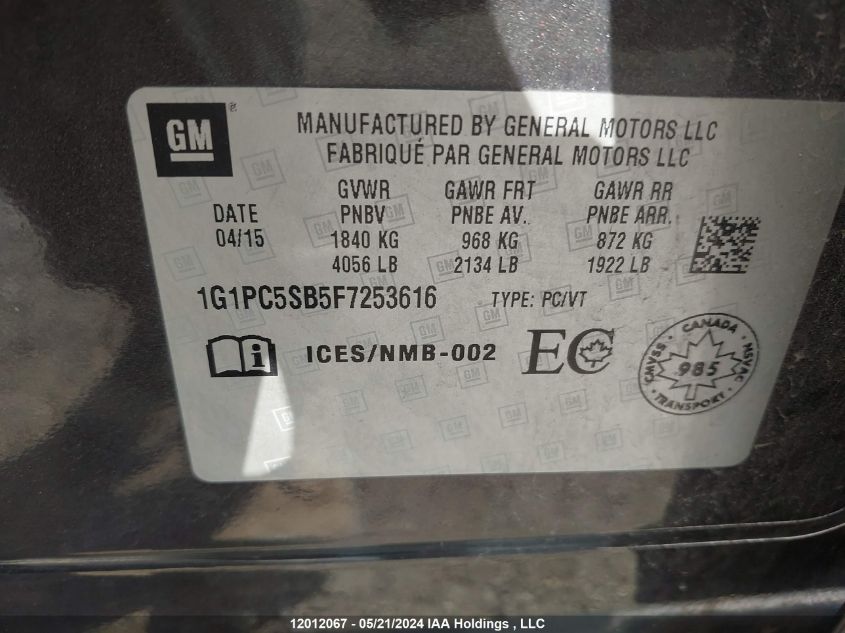 GM ®
MANUFACTURED BY GENERAL MOTORS LLC
FABRIQUÉ PAR GENERAL MOTORS LLC
GVWR GAWR FRT GAWR RR
DATE PNBV PNBE AV. PNBE ARR.
04/15 1840 KG 968 KG 872 KG
4056 LB 2134 LB 1922 LB
1G1PC5SB5F7253616 TYPE: PC/VT
i ICES/NMB-002 EC
CANADA
CMVSS 985 NSVAC
TRANSPORT
12012067 - 05/21/2024 IAA Holdings , LLC